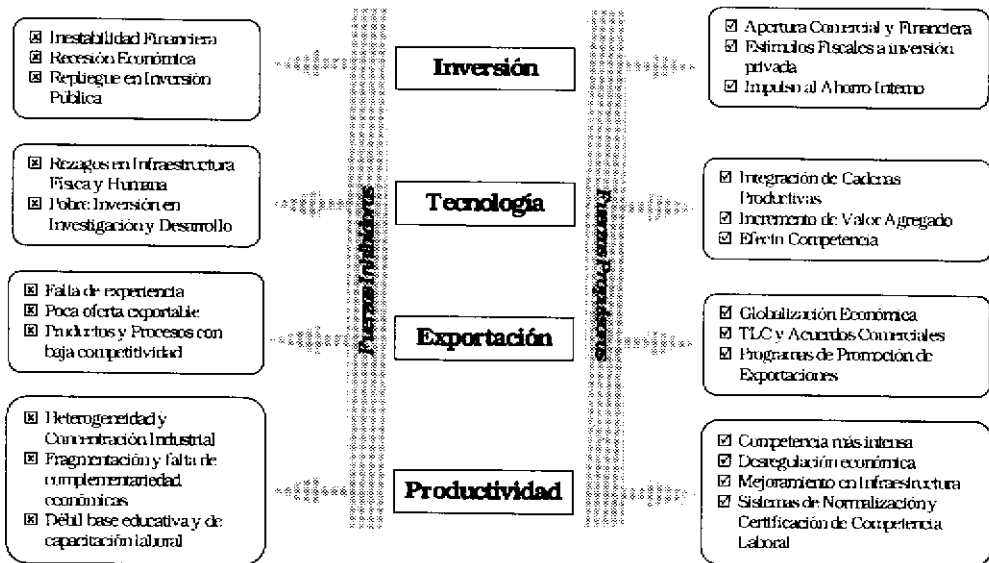 Inestabilidad Financiera
Recesión Económica
Repliegue en Inversión
Pública
Inversión
Apertura Comercial y Financiera
Estímulos Fiscales a inversión
privada
Impulso al Ahorro Interno
Rezagos en Infraestructura
Física y Humana
Pobre Inversión en
Investigación y Desarrollo
Tecnología
Integración de Cadenas
Productivas
Incremento de Valor Agregado
Efecto Competencia
Fuerzas Inhibidoras
Fuerzas Propulsoras
Falta de experiencia
Poca oferta exportable
Productos y Procesos con
baja competitividad
Exportación
Globalización Económica
TLC y Acuerdos Comerciales
Programas de Promoción de
Exportaciones
Heterogeneidad y
Concentración Industrial
Fragmentación y falta de
complementariedad
económicas
Débil base educativa y de
capacitación laboral
Productividad
Competencia más intensa
Desregulación económica
Mejoramiento en Infraestructura
Sistemas de Normalización y
Certificación de Competencia
Laboral